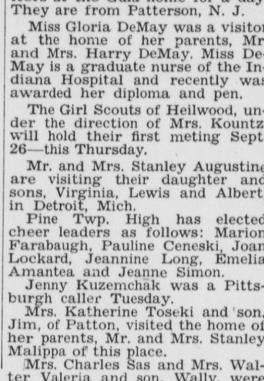 They are from Patterson, N. J.
Miss Gloria DeMay was a visitor
at the home of her parents, Mr
and Mrs. Harry DeMay. Miss De-
May is a graduate nurse of the In-
diana Hospital and recently was
awarded her diploma and pen.
The Girl Scouts of Heilwood, un-
der the direction of Mrs. Kountz
will hold their first meting Sept
26—this Thursday.
Mr. and Mrs. Stanley Augustine
are visiting their daughter and
sons, Virginia, Lewis and Albert
in Detroit, Mich.
Pine Twp. High has elected
cheer leaders as follows: Marion
Farabaugh, Pauline Ceneski, Joan
Lockard, Jeannine Long, Emelia
Amantea and Jeanne Simon.
Jenny Kuzemchak was a Pitts-
burgh caller Tuesday.
Mrs. Katherine Toseki and son,
Jim, of Patton, visited the home of
her parents, Mr. and Mrs. Stanley
Malippa of this place.
Mrs. Charles Sas and Mrs. Wal-
ter Valeria and son, Wally, were